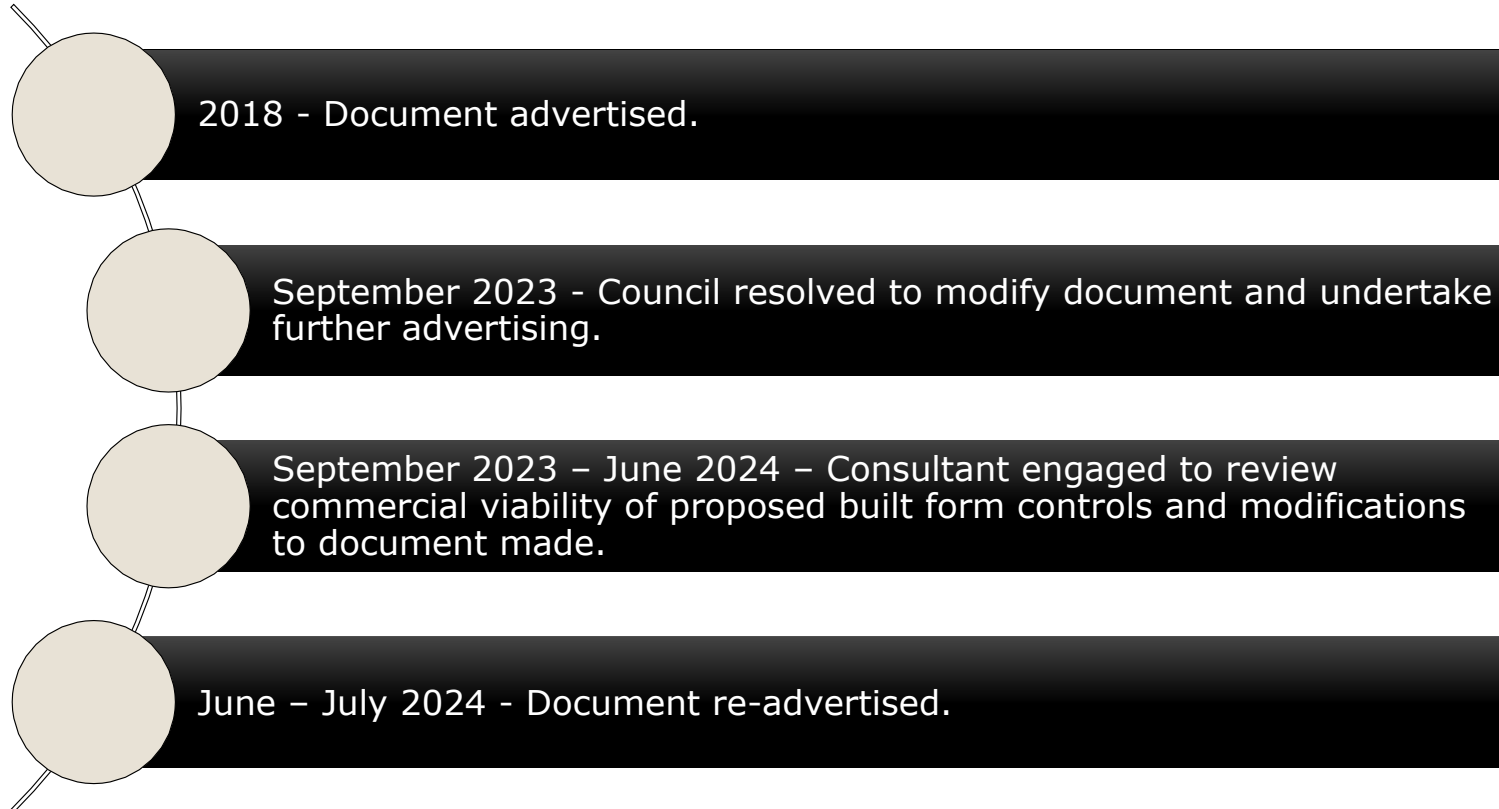 2018 - Document advertised.
September 2023 - Council resolved to modify document and undertake
further advertising.
September 2023 – June 2024 – Consultant engaged to review
commercial viability of proposed built form controls and modifications
to document made.
June – July 2024 - Document re-advertised.